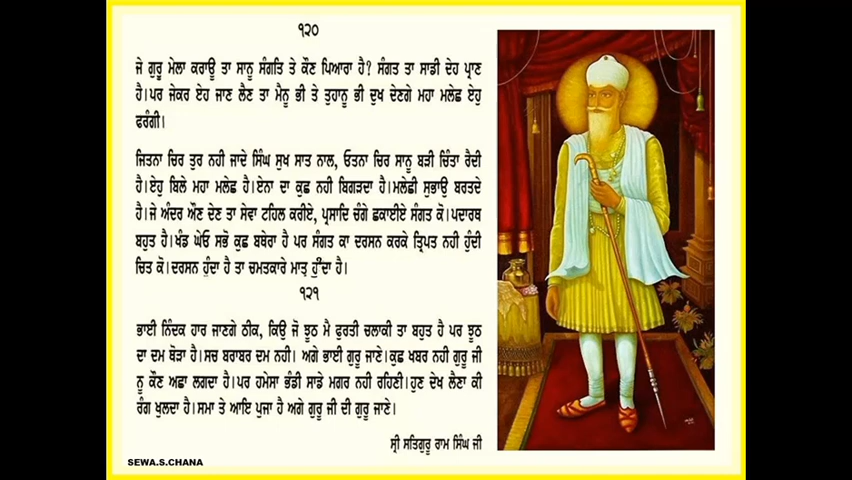 ੧੨੦
ਜੇ ਗੁਰੂ ਮੇਲਾ ਕਰਾਊ ਤਾ ਸਾਨੂ ਸੰਗਤਿ ਤੇ ਕੌਣ ਪਿਆਰਾ ਹੈ? ਸੰਗਤ ਤਾ ਸਾਡੀ ਦੇਹ ਪ੍ਰਾਣ
ਹੈ।ਪਰ ਜੇਕਰ ਏਹ ਜਾਣ ਲੈਣ ਤਾ ਮੈਨੂ ਭੀ ਤੇ ਤੁਹਾਨੂ ਭੀ ਦੁਖ ਦੇਣਗੇ ਮਹਾ ਮਲੇਛ ਏਹੁ
ਫਰੰਗੀ।
ਜਿਤਨਾ ਚਿਰ ਤੁਰ ਨਹੀ ਜਾਦੇ ਸਿੰਘ ਸੁਖ ਸਾਤ ਨਾਲ, ਓਤਨਾ ਚਿਰ ਸਾਨੂ ਬੜੀ ਚਿੰਤਾ ਰੈਦੀ
ਹੈ।ਏਹੁ ਬਿਲੇ ਮਹਾ ਮਲੇਛ ਹੈ।ਏਨਾ ਦਾ ਕੁਛ ਨਹੀ ਬਿਗੜਦਾ ਹੈ।ਮਲੇਛੀ ਸੁਭਾਉ ਬਰਤਦੇ
ਹੈ।ਜੇ ਅੰਦਰ ਔਣ ਦੇਣ ਤਾ ਸੇਵਾ ਟਹਿਲ ਕਰੀਏ, ਪ੍ਰਸਾਦਿ ਚੰਗੇ ਛਕਾਈਏ ਸੰਗਤ ਕੋ।ਪਦਾਰਥ
ਬਹੁਤ ਹੈ।ਖੰਡ ਘੇਓ ਸਭੋ ਕੁਛ ਬਥੇਰਾ ਹੈ ਪਰ ਸੰਗਤ ਕਾ ਦਰਸਨ ਕਰਕੇ ਤ੍ਰਿਪਤ ਨਹੀ ਹੁੰਦੀ
ਚਿਤ ਕੋ।ਦਰਸਨ ਹੁੰਦਾ ਹੈ ਤਾ ਚਮਤਕਾਰੇ ਮਾਤ੍ਰ ਹੁੰਦਾ ਹੈ।
੧੨੧
ਭਾਈ ਨਿੰਦਕ ਹਾਰ ਜਾਣਗੇ ਠੀਕ, ਕਿਉ ਜੋ ਝੂਠ ਮੈ ਫੁਰਤੀ ਚਲਾਕੀ ਤਾ ਬਹੁਤ ਹੈ ਪਰ ਝੂਠ
ਦਾ ਦਮ ਥੋੜਾ ਹੈ।ਸਚ ਬਰਾਬਰ ਦਮ ਨਹੀ। ਅਗੇ ਭਾਈ ਗੁਰੂ ਜਾਣੇ।ਕੁਛ ਖਬਰ ਨਹੀ ਗੁਰੂ ਜੀ
ਨੂ ਕੌਣ ਅਛਾ ਲਗਦਾ ਹੈ।ਪਰ ਹਮੇਸਾ ਭੰਡੀ ਸਾਡੇ ਮਗਰ ਨਹੀ ਰਹਿਣੀ।ਹੁਣ ਦੇਖ ਲੈਣਾ ਕੀ
ਰੰਗ ਖੁਲਦਾ ਹੈ।ਸਮਾ ਤੇ ਆਇ ਪੁਜਾ ਹੈ ਅਗੇ ਗੁਰੂ ਜੀ ਦੀ ਗੁਰੂ ਜਾਣੇ।
ਸ੍ਰੀ ਸਤਿਗੁਰੂ ਰਾਮ ਸਿੰਘ ਜੀ
SEWA.S.CHANA